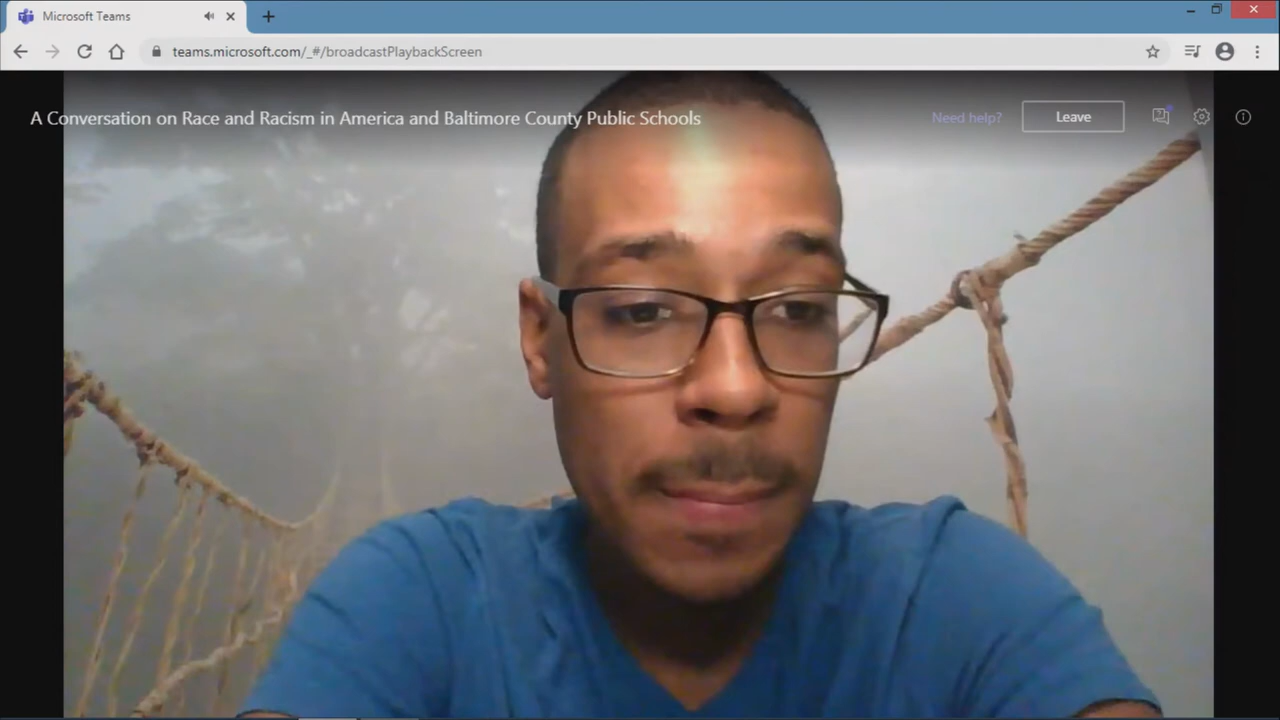 Microsoft Teams
teams.microsoft.com/_#/broadcastPlaybackScreen
A Conversation on Race and Racism in America and Baltimore County Public Schools
Need help?
Leave